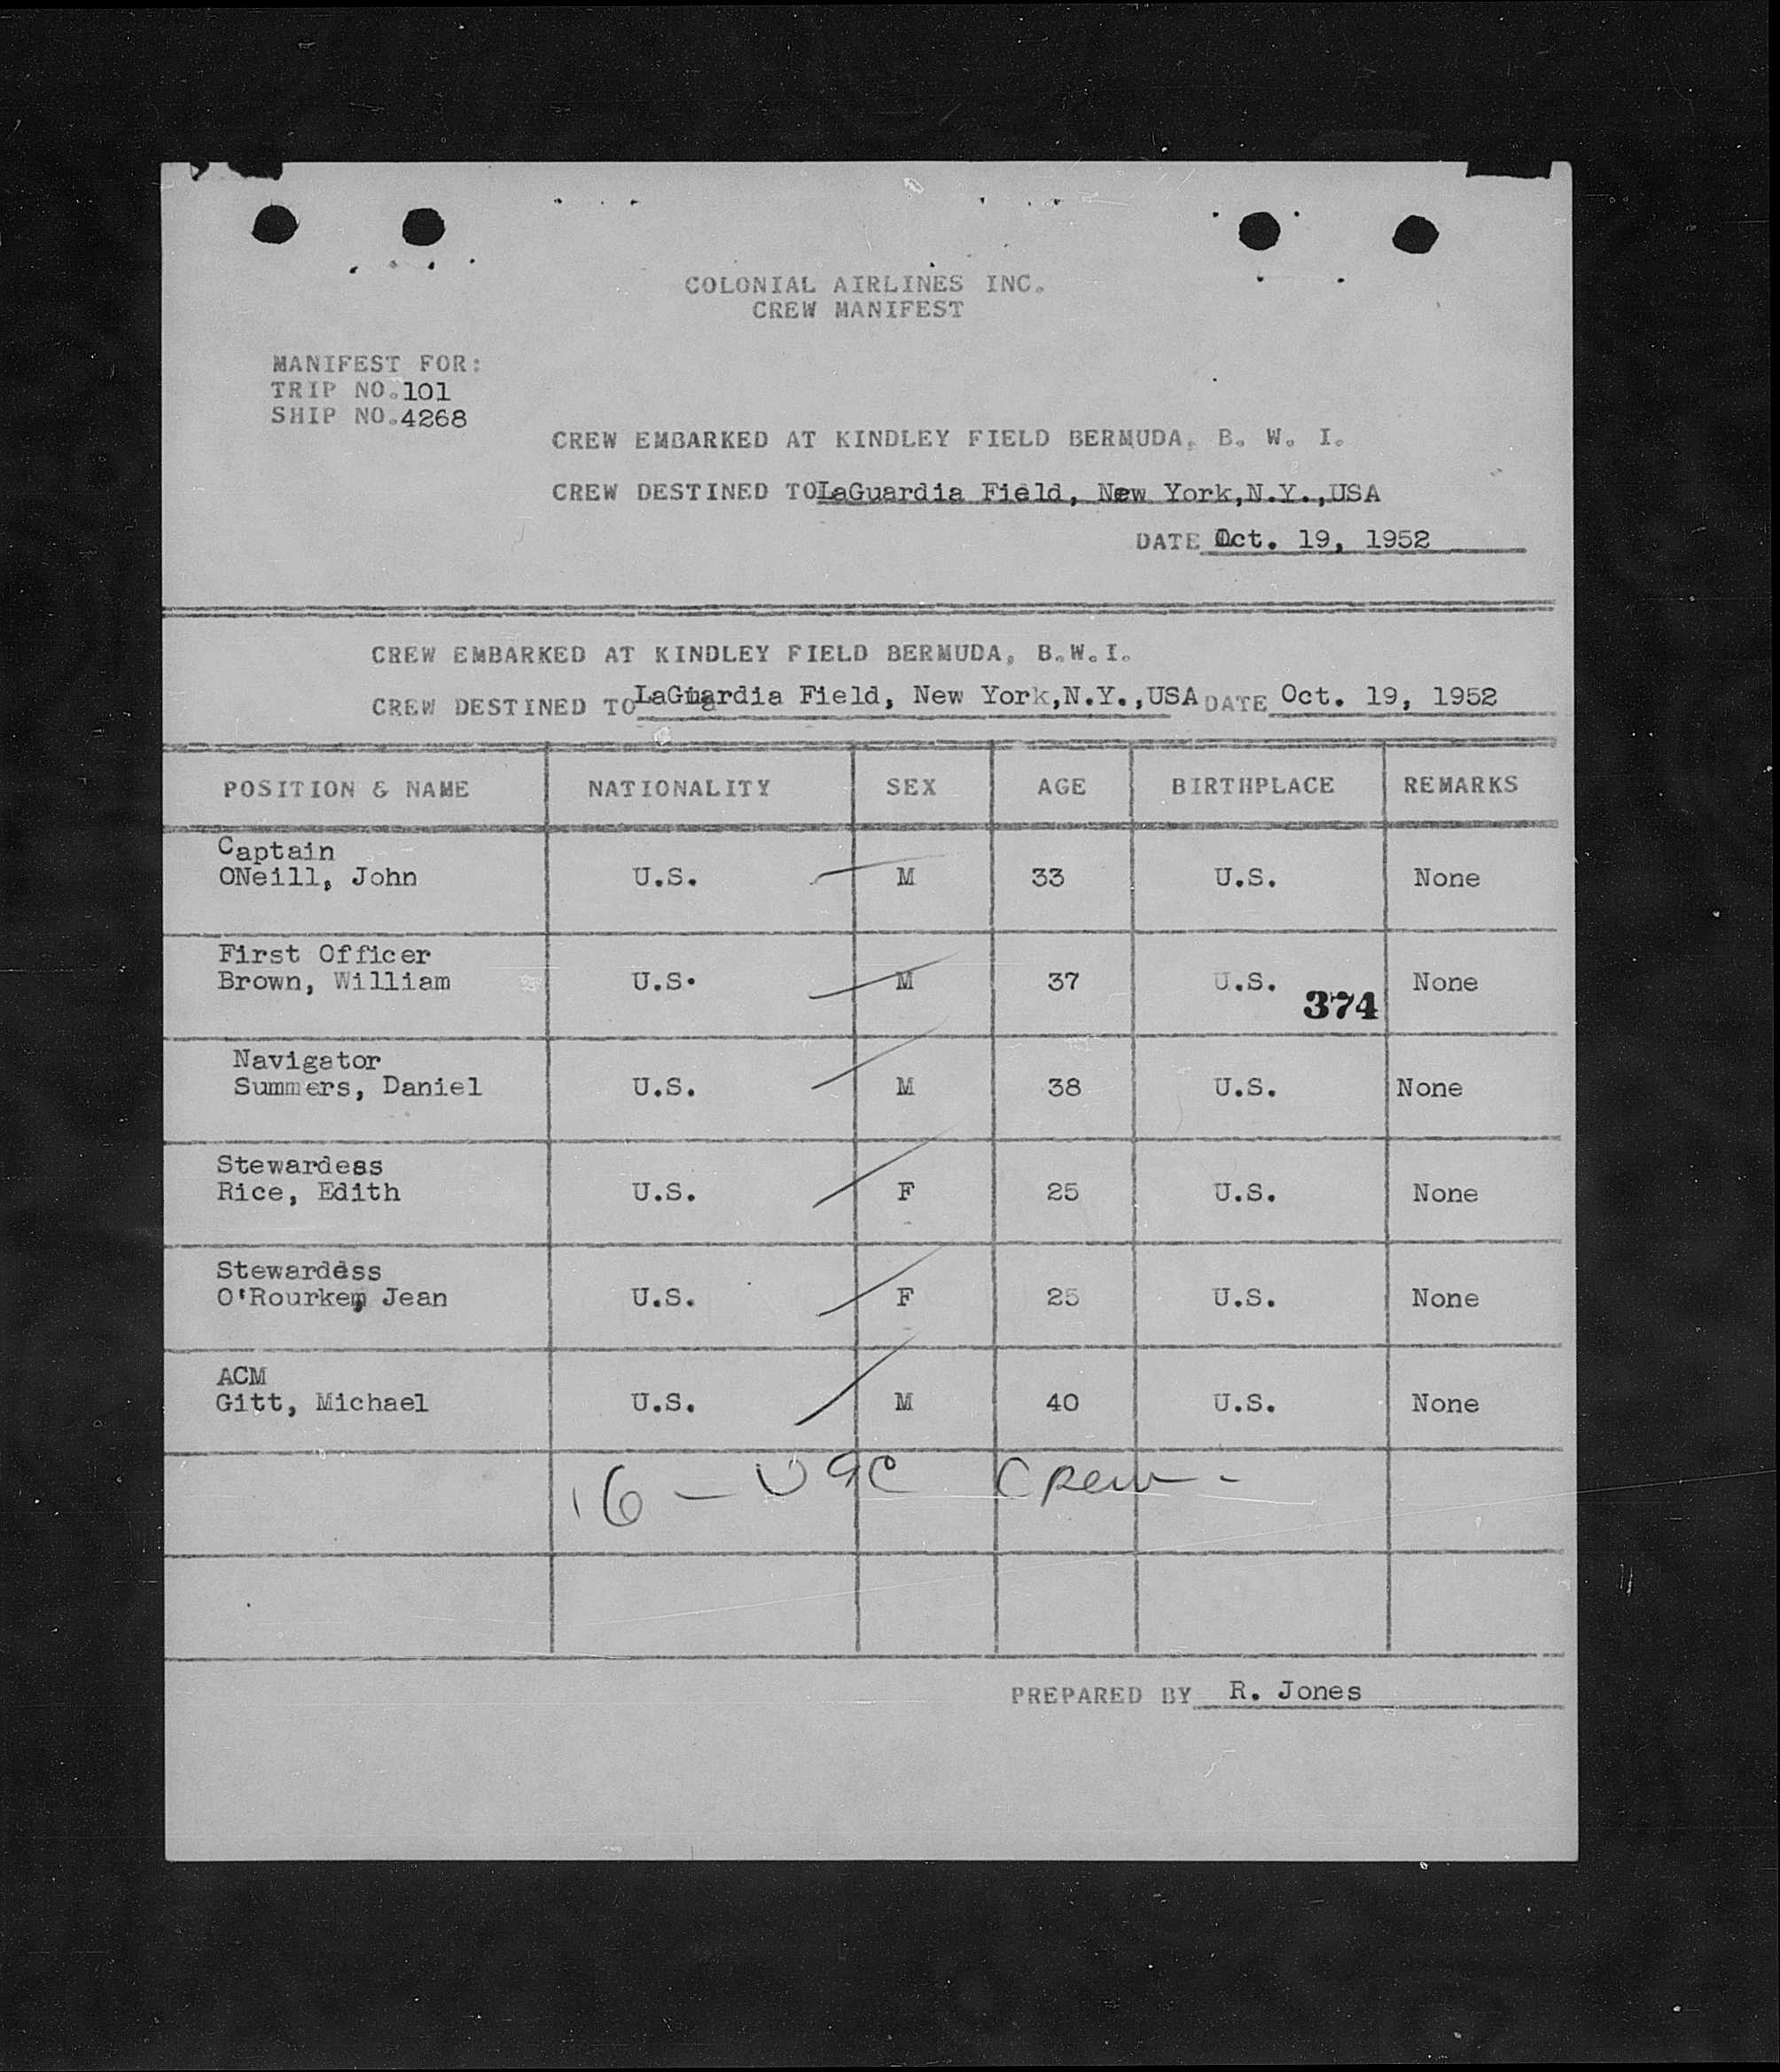 COLONIAL AIRLINES INC.
CREW MANIFEST
MANIFEST FOR:
TRIP NO.101
SHIP NO.4268
CREW EMBARKED AT KINDLEY FIELD BERMUDA, B. W. I.
CREW DESTINED TO LaGuardia Field, New York,N.Y.,USA
DATE Oct. 19, 1952
CREW EMBARKED AT KINDLEY FIELD BERMUDA, B.W.I.
CREW DESTINED TO LaGuardia Field, New York,N.Y.,USA DATE Oct. 19, 1952
POSITION & NAME NATIONALITY SEX AGE BIRTHPLACE REMARKS
Captain
ONeill, John U.S. M 33 U.S. None
First Officer
Brown, William U.S. M 37 U.S. None
374
Navigator
Summers, Daniel U.S. M 38 U.S. None
Stewardess
Rice, Edith U.S. F 25 U.S. None
Stewardess
O'Rourke, Jean U.S. F 25 U.S. None
ACM
Gitt, Michael U.S. M 40 U.S. None
6 - USC Crew -
PREPARED BY R. Jones